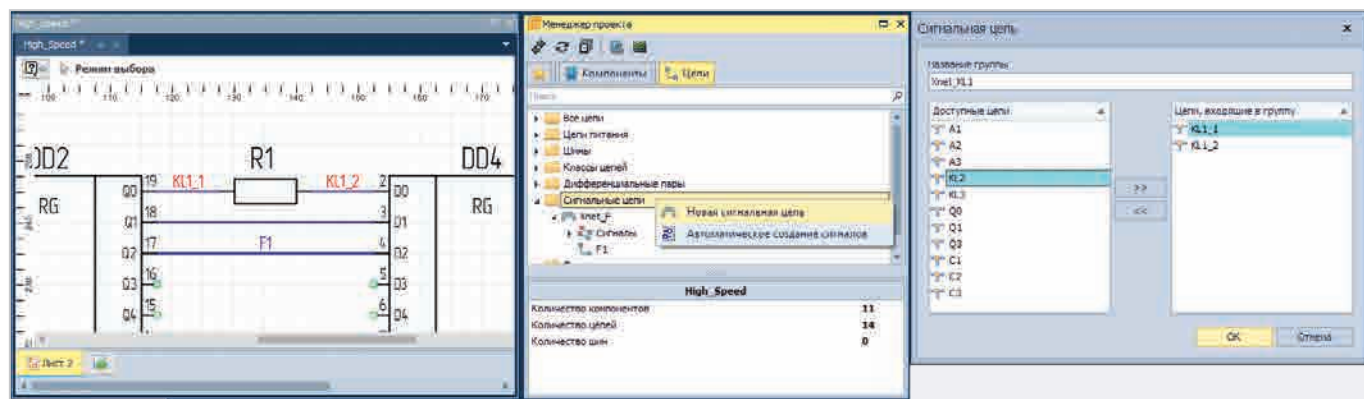 High_Speed *
High_Speed *
Режим выбора
100 110 120 130 140 150 160 170
DD2 R1 DD4
19 KL1_1 KL1_2 2
RG Q0 D0 RG
18 3
Q1 D1
17 F1 4
Q2 D2
16 5
Q3 D3
15 6
Q4 D4
Лист 2
Менеджер проекта
Компоненты Цепи
Поиск
Все цепи
Цепи питания
Шины
Классы цепей
Дифференциальные пары
Сигнальные цепи
Xnet_F
Сигналы
F1
Новая сигнальная цепь
Автоматическое создание сигналов
High_Speed
Количество компонентов 11
Количество цепей 14
Количество шин 0
Сигнальная цепь
Название группы
Xnet_KL1
Доступные цепи
A1
A2
A3
KL2
KL3
Q0
Q1
Q3
C1
C2
C3
>>
<<
Цепи, входящие в группу
KL1_1
KL1_2
OK Отмена